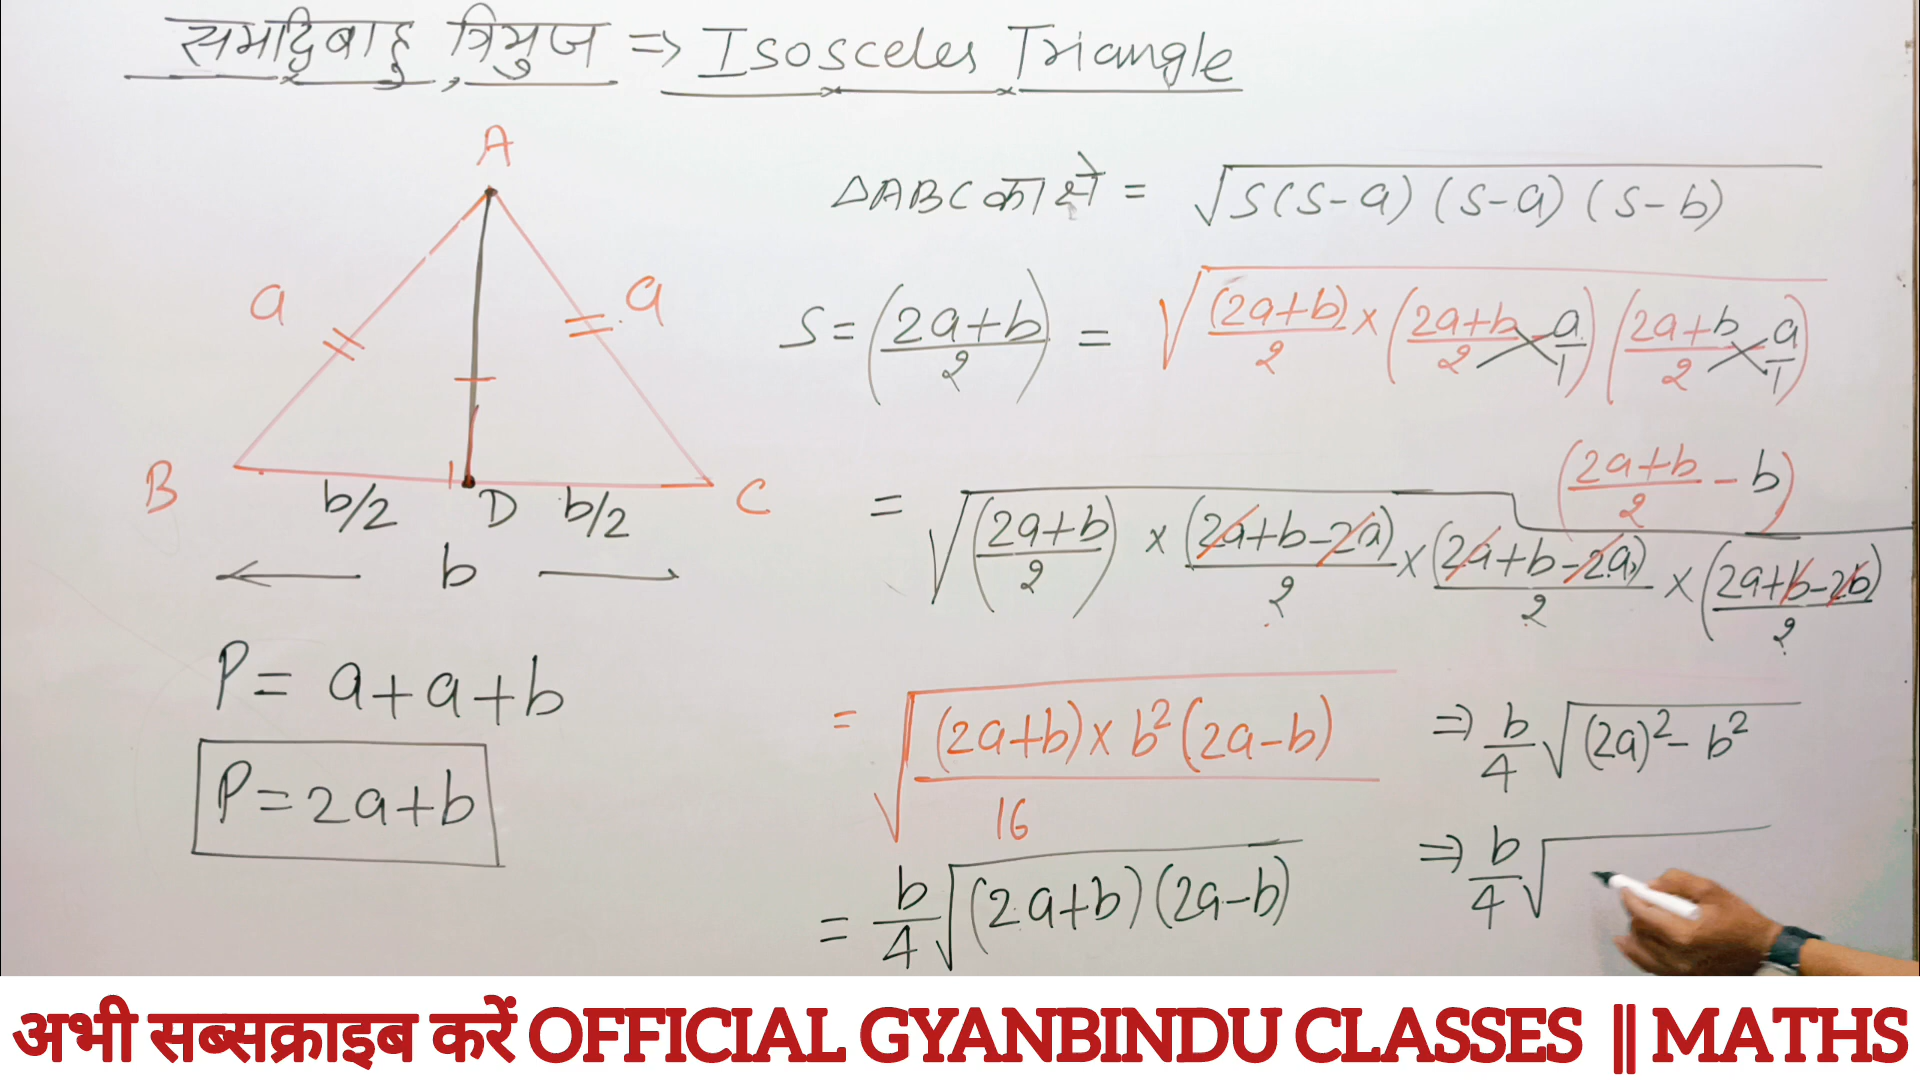 समद्विबाहु त्रिभुज => Isosceles Triangle
A
a
a
B
C
b/2 D b/2
b
P = a+a+b
P = 2a+b
△ABC का क्षे = √S(S-a)(S-a)(S-b)
S = (2a+b/2) = √(2a+b)/2 × (2a+b/2 - a/1) (2a+b/2 - a/1)
(2a+b/2 - b)
= √(2a+b/2) × (2a+b-2a)/2 × (2a+b-2a)/2 × (2a+b-2b)/2
= √(2a+b)×b²(2a-b)/16
⇒ b/4 √(2a)²-b²
= b/4 √(2a+b)(2a-b)
⇒ b/4 √
अभी सब्सक्राइब करें OFFICIAL GYANBINDU CLASSES || MATHS